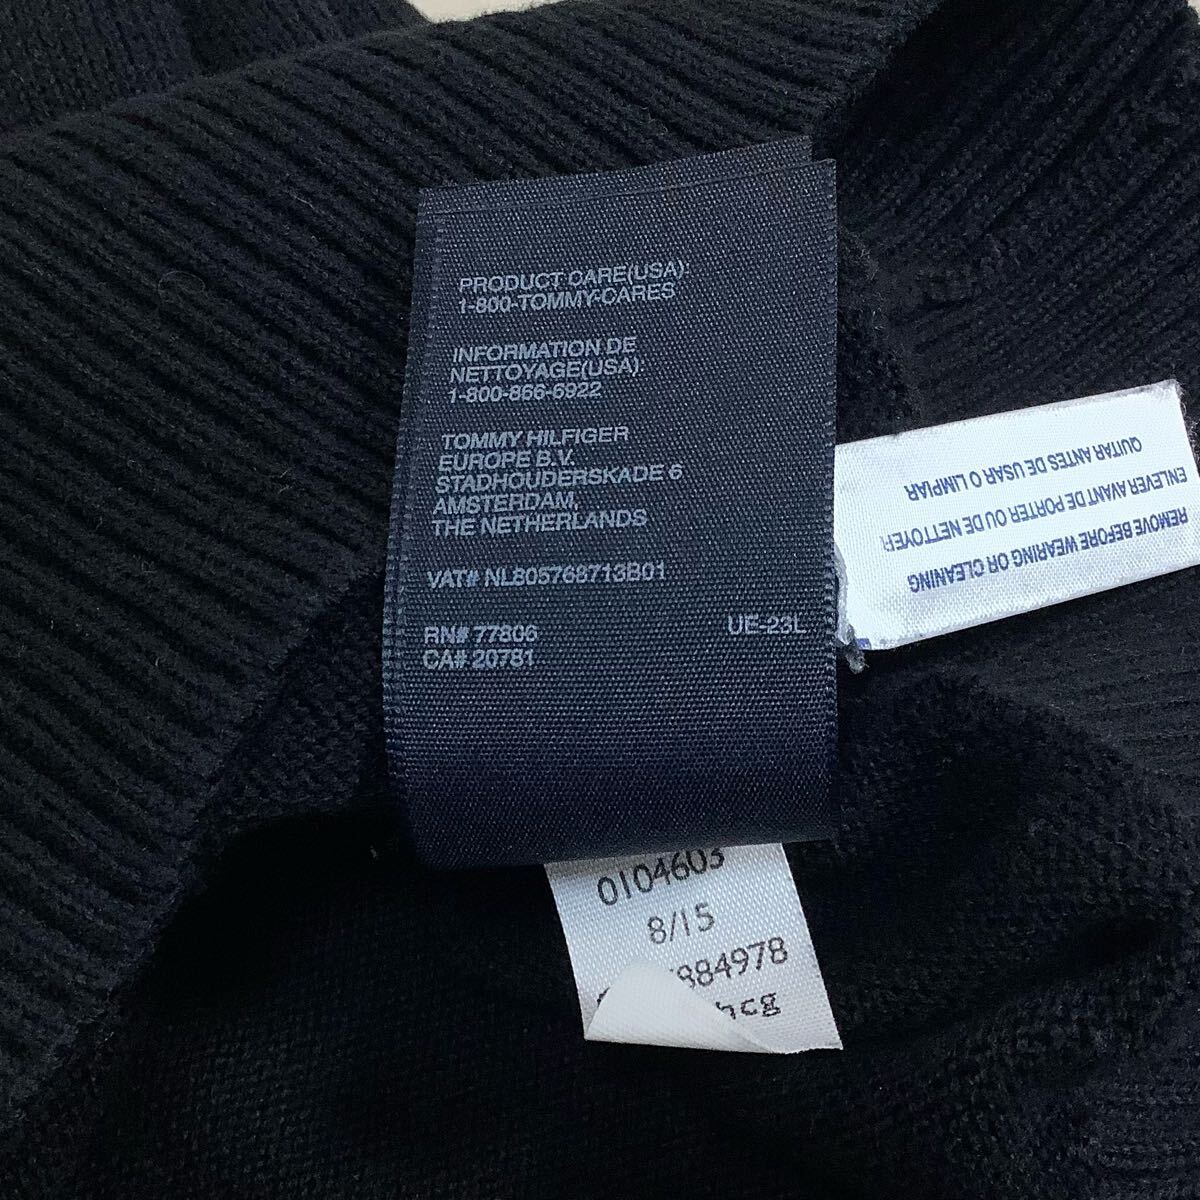 PRODUCT CARE(USA):
1-800-TOMMY-CARES
INFORMATION DE
NETTOYAGE(USA)
1-800-866-6922
TOMMY HILFIGER
EUROPE B.V.
STADHOUDERSKADE 6
AMSTERDAM,
THE NETHERLANDS
VAT# NL805768713B01
RN# 77806
UE-23L
CA# 20781
REMOVE BEFORE WEARING OR CLEANING
ENLEVER AVANT DE PORTER OU DE NETTOYER
QUITAR ANTES DE USAR O LIMPIAR
0104603
8/15
884978